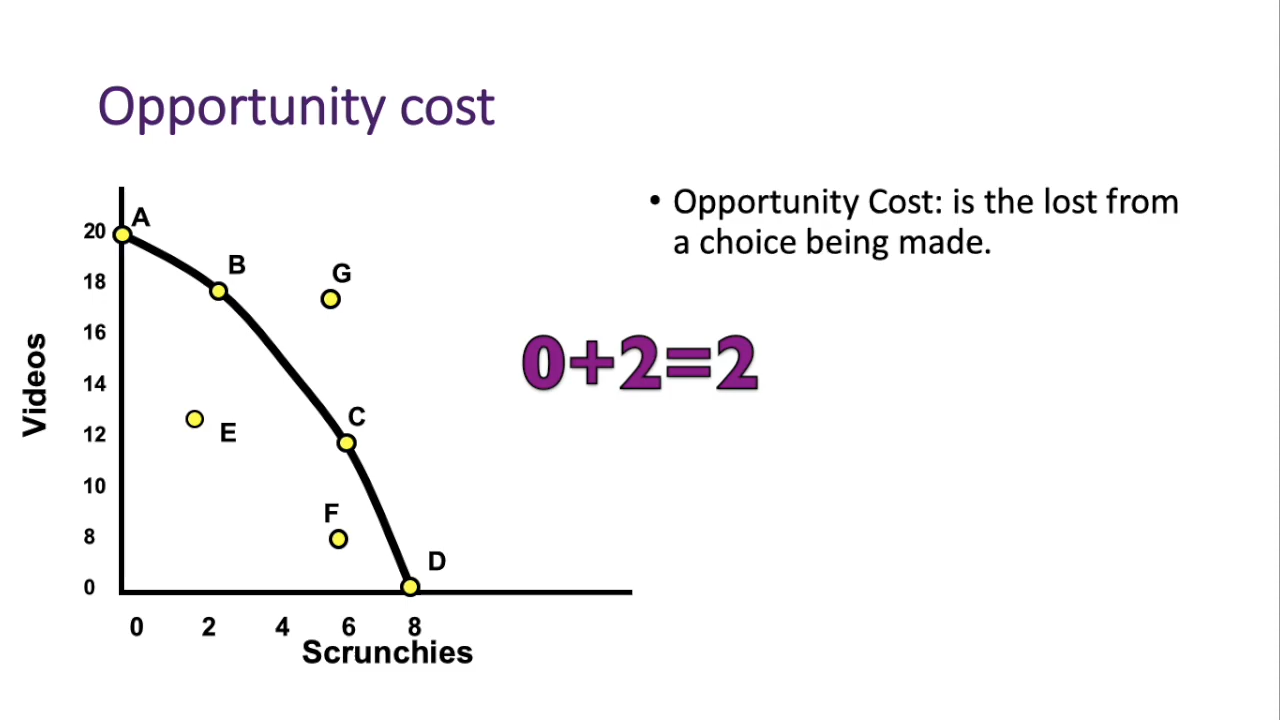 Opportunity cost
• Opportunity Cost: is the lost from
a choice being made.
0+2=2
Videos
20
18
16
14
12
10
8
0
A
B
G
C
E
F
D
0 2 4 6 8
Scrunchies